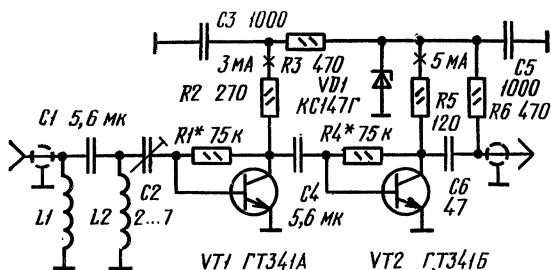 C3 1000
3 мА
R3 470
5 мА
VD1
КС147Г
C5
1000
R2 270
R5
120
R6 470
C1 5,6 мк
R1* 75к
R4* 75к
C2
2...7
C4
5,6 мк
C6
47
L1
L2
VT1 ГТ341А
VT2 ГТ341Б